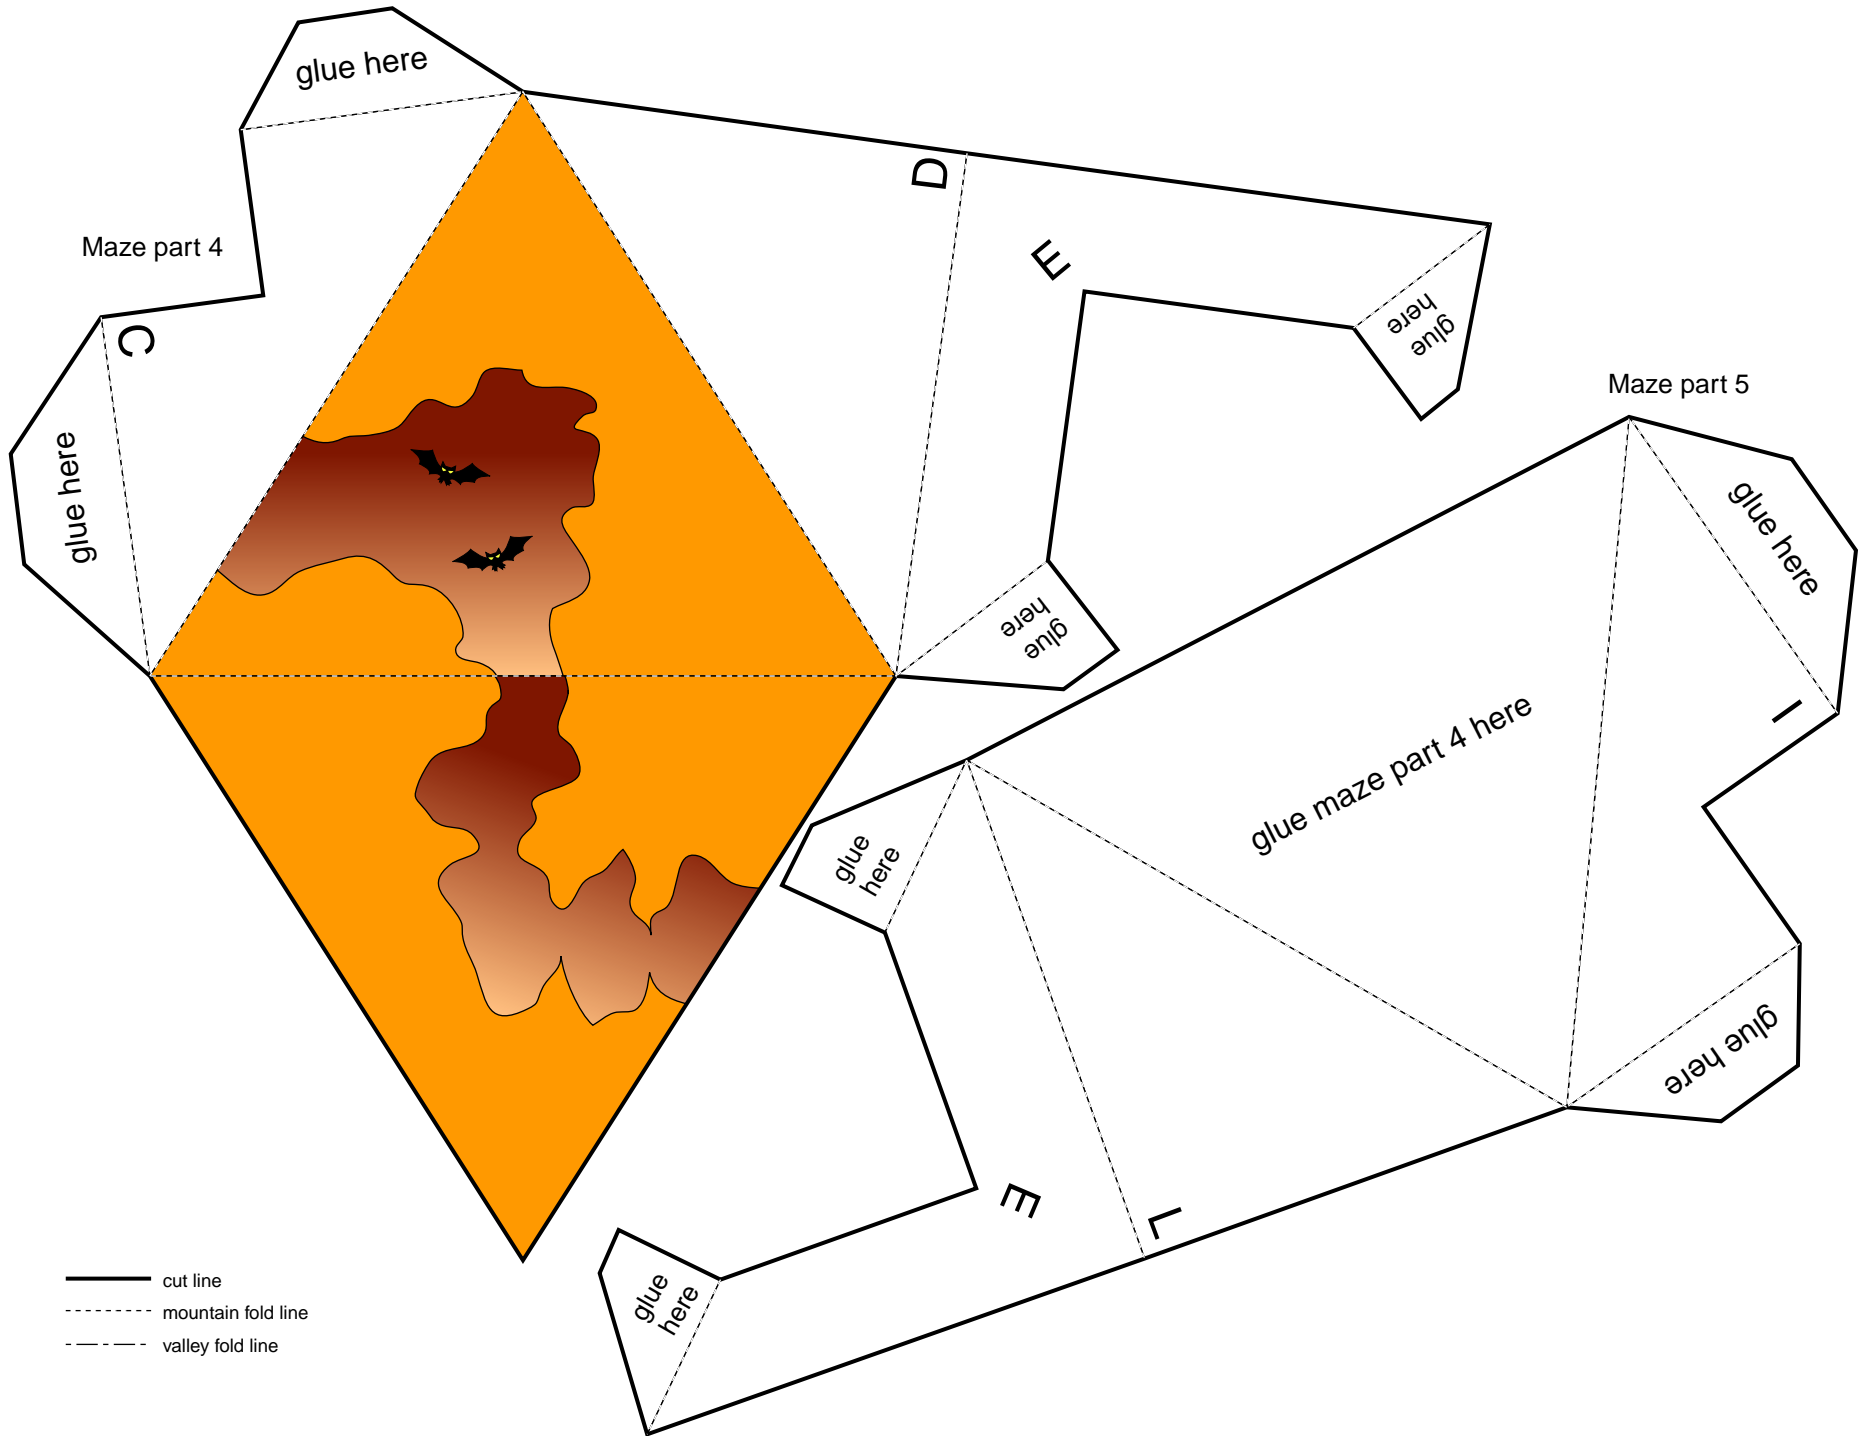 glue here
Maze part 4
C
glue here
D
E
glue
here
Maze part 5
glue here
glue
here
I
glue maze part 4 here
glue
here
glue here
E
L
glue
here
cut line
mountain fold line
valley fold line